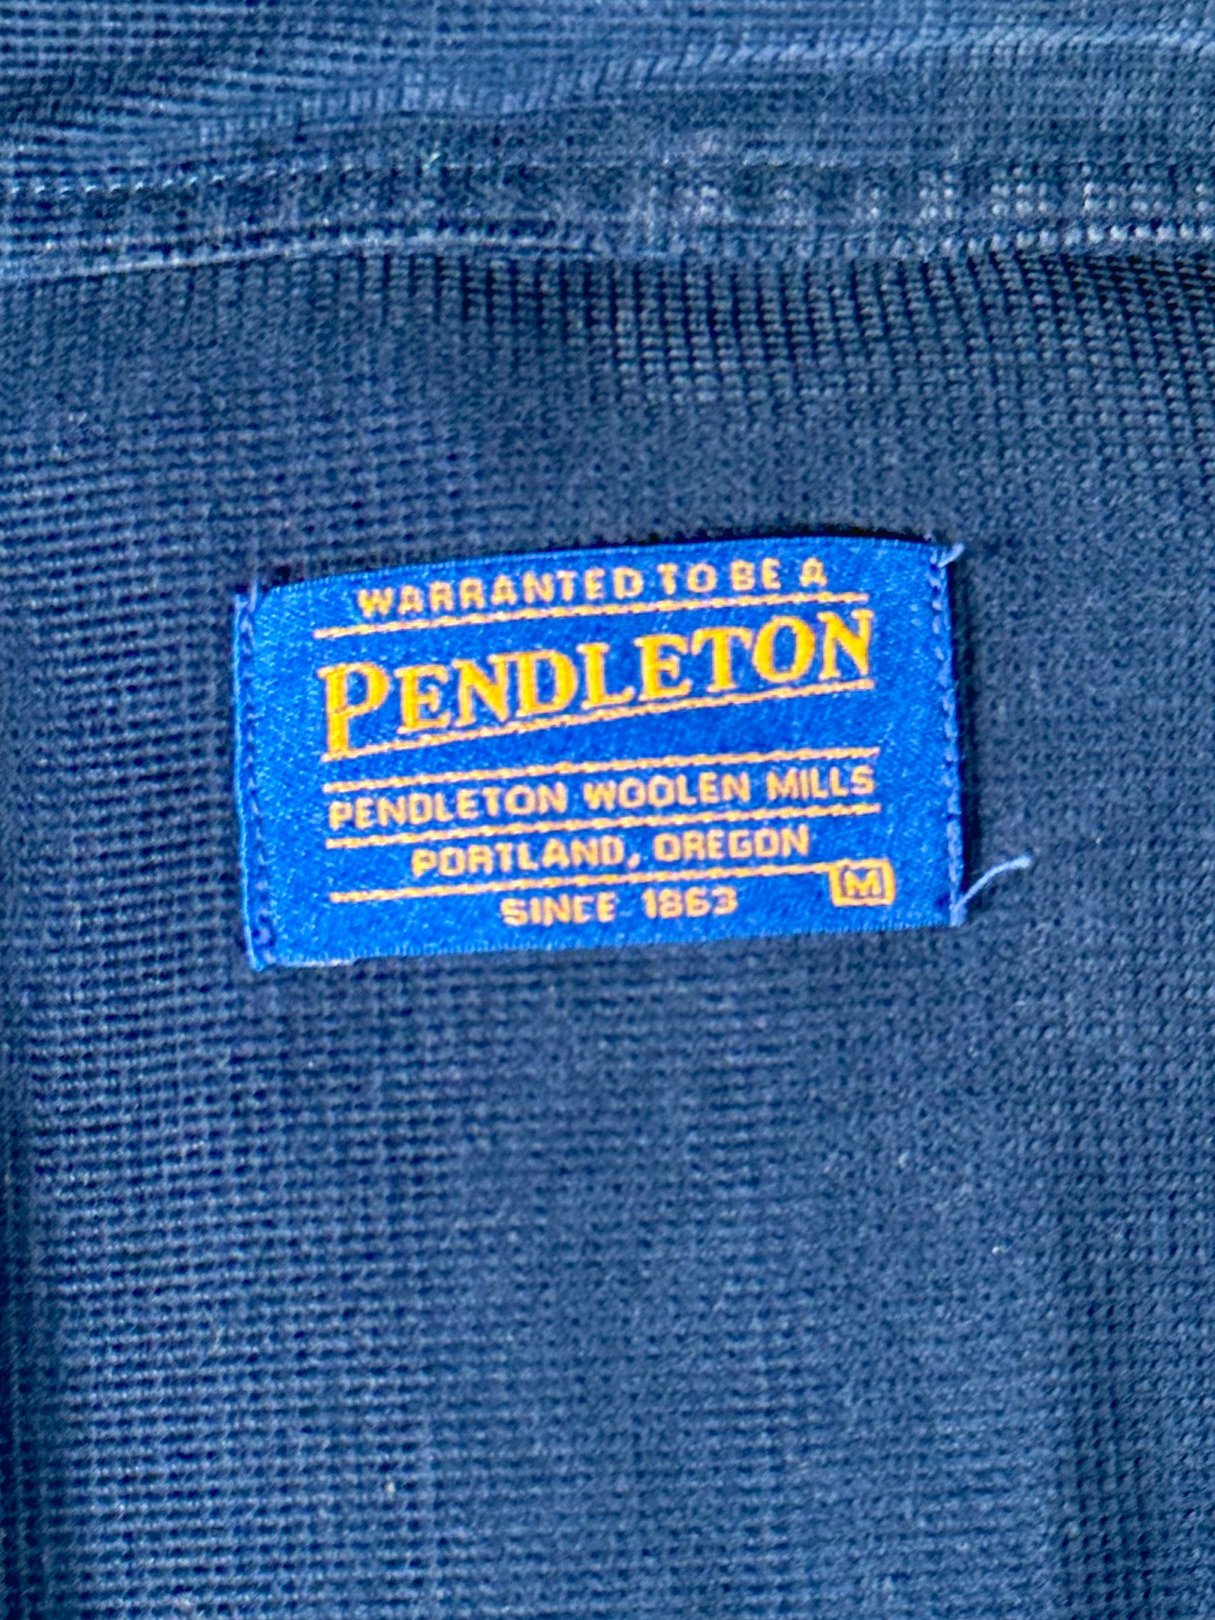 WARRANTED TO BE A
PENDLETON
PENDLETON WOOLEN MILLS
PORTLAND, OREGON
SINCE 1863
M